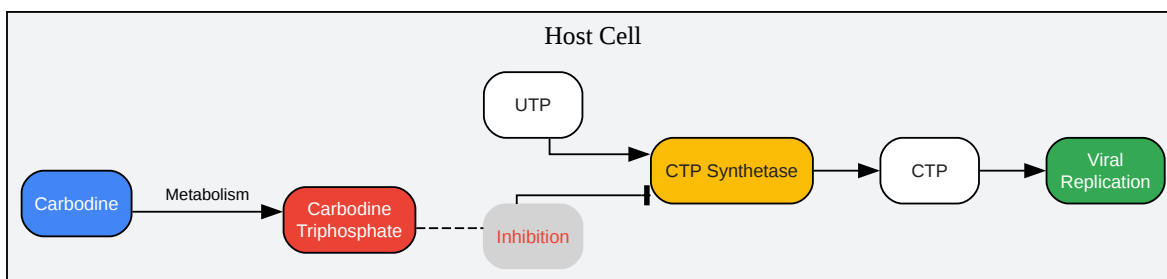 Host Cell
UTP
CTP Synthetase
CTP
Viral
Replication
Carbodine
Metabolism
Carbodine
Triphosphate
Inhibition